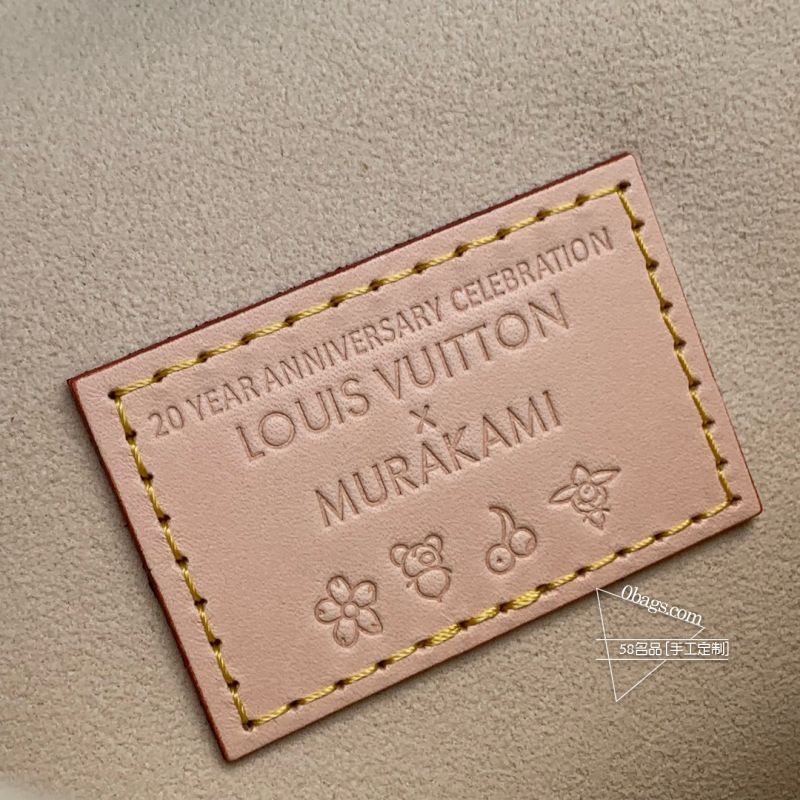 20 YEAR ANNIVERSARY CELEBRATION
LOUIS VUITTON
x
MURAKAMI
0bags.com
58名品 [手工定制]